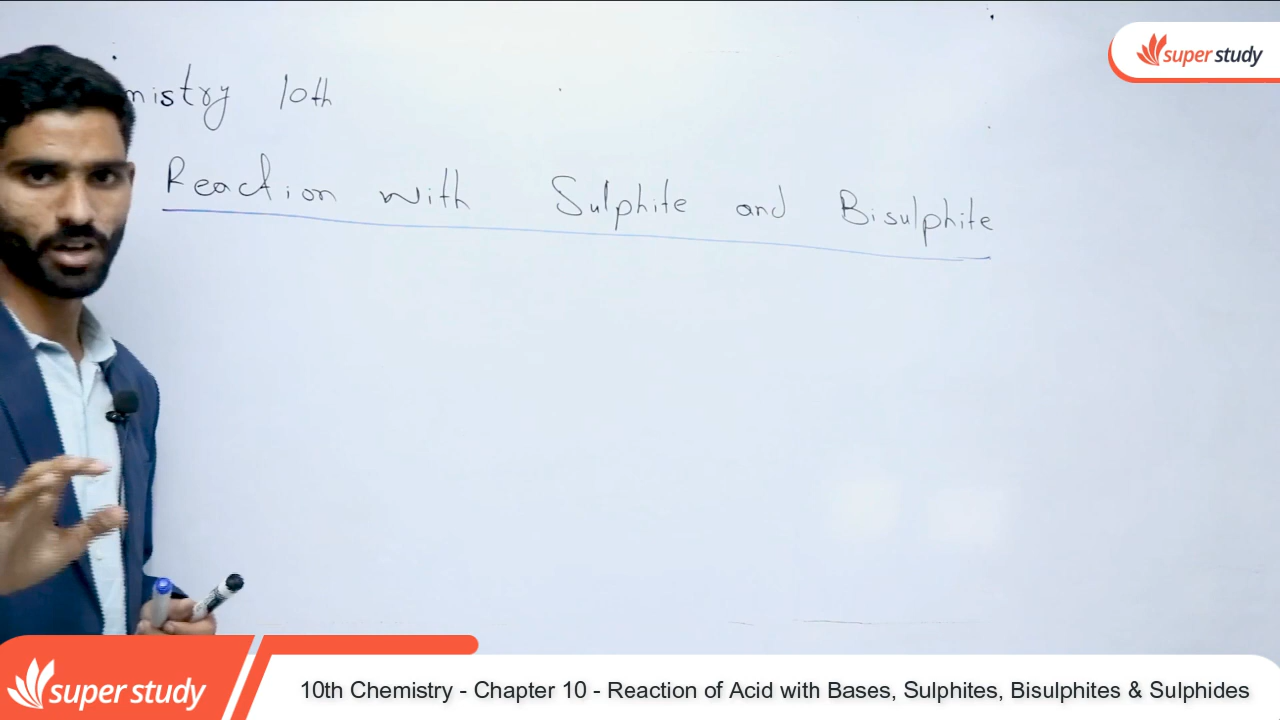 super study
mistry 10th
Reaction with Sulphite and Bisulphite
super study
10th Chemistry - Chapter 10 - Reaction of Acid with Bases, Sulphites, Bisulphites & Sulphides